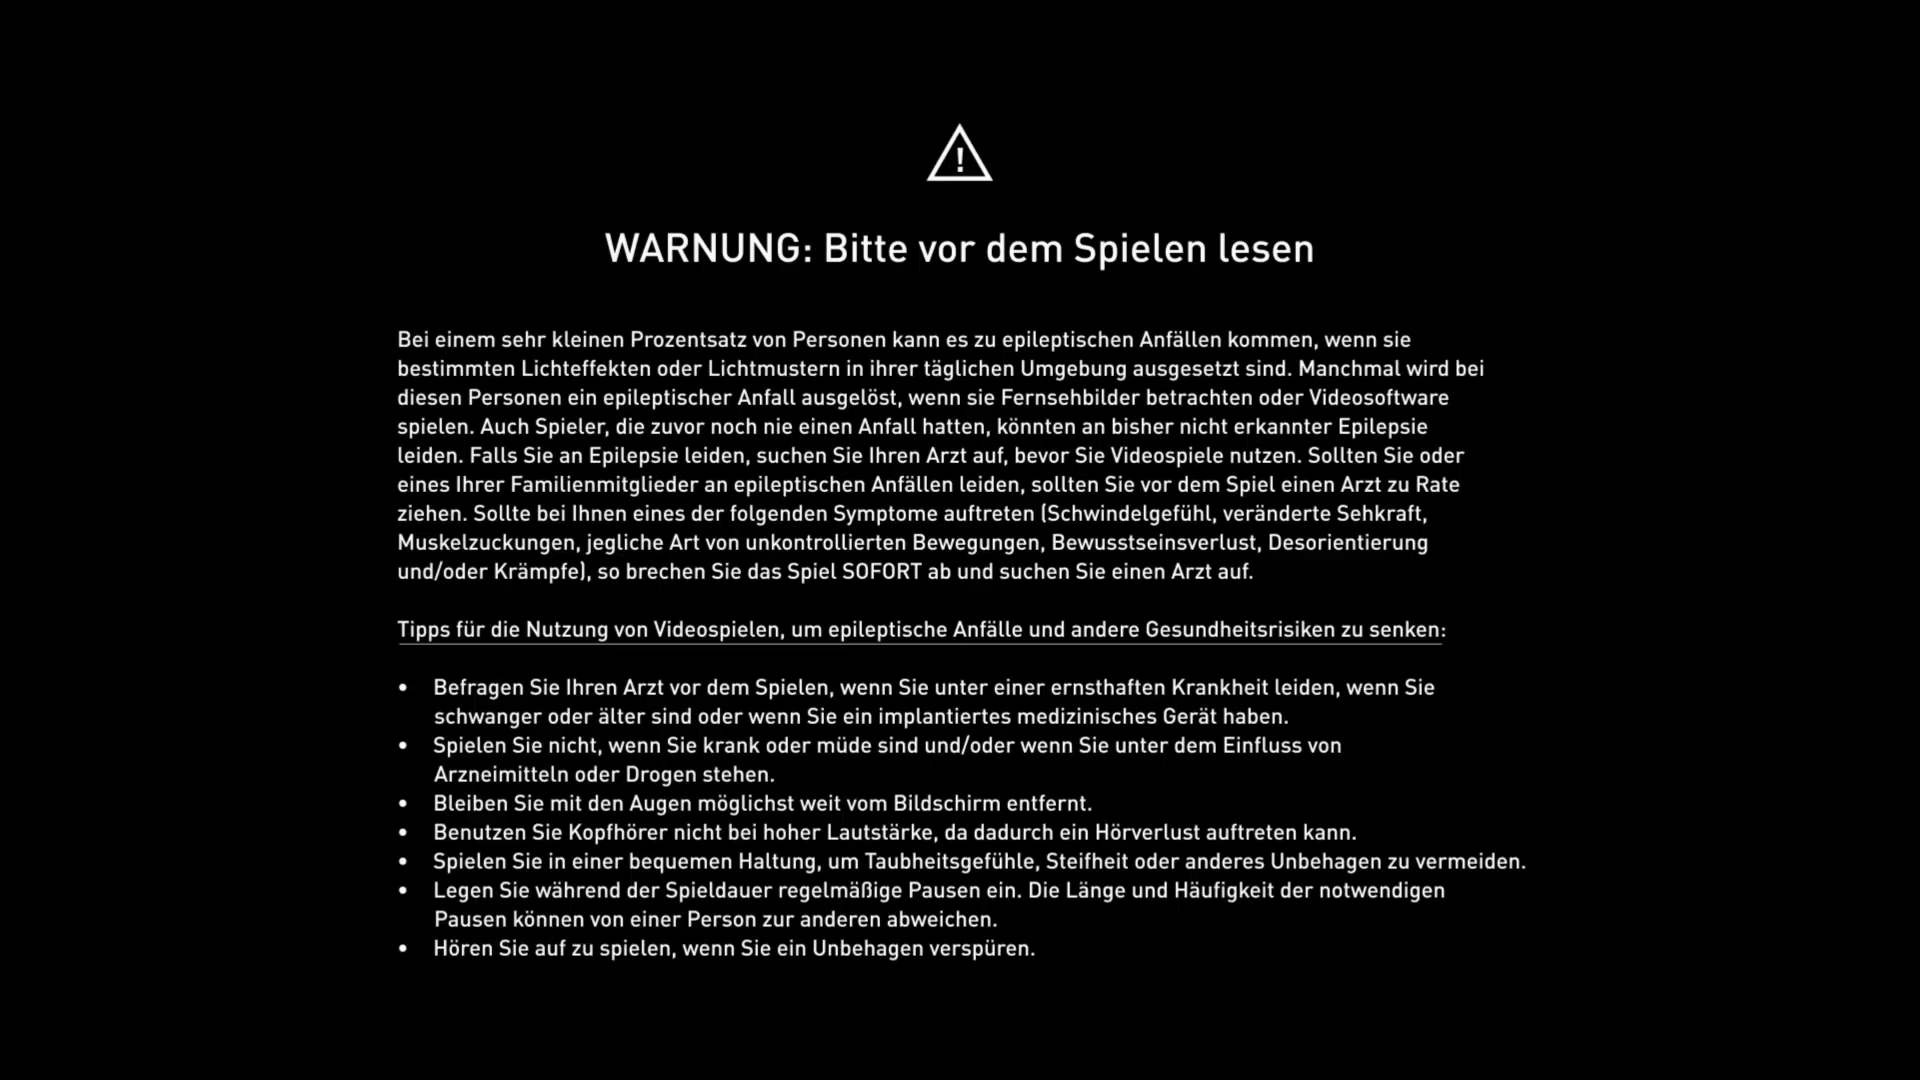 WARNUNG: Bitte vor dem Spielen lesen
Bei einem sehr kleinen Prozentsatz von Personen kann es zu epileptischen Anfällen kommen, wenn sie
bestimmten Lichteffekten oder Lichtmustern in ihrer täglichen Umgebung ausgesetzt sind. Manchmal wird bei
diesen Personen ein epileptischer Anfall ausgelöst, wenn sie Fernsehbilder betrachten oder Videosoftware
spielen. Auch Spieler, die zuvor noch nie einen Anfall hatten, könnten an bisher nicht erkannter Epilepsie
leiden. Falls Sie an Epilepsie leiden, suchen Sie Ihren Arzt auf, bevor Sie Videospiele nutzen. Sollten Sie oder
eines Ihrer Familienmitglieder an epileptischen Anfällen leiden, sollten Sie vor dem Spiel einen Arzt zu Rate
ziehen. Sollte bei Ihnen eines der folgenden Symptome auftreten (Schwindelgefühl, veränderte Sehkraft,
Muskelzuckungen, jegliche Art von unkontrollierten Bewegungen, Bewusstseinsverlust, Desorientierung
und/oder Krämpfe), so brechen Sie das Spiel SOFORT ab und suchen Sie einen Arzt auf.
Tipps für die Nutzung von Videospielen, um epileptische Anfälle und andere Gesundheitsrisiken zu senken:
• Befragen Sie Ihren Arzt vor dem Spielen, wenn Sie unter einer ernsthaften Krankheit leiden, wenn Sie
schwanger oder älter sind oder wenn Sie ein implantiertes medizinisches Gerät haben.
• Spielen Sie nicht, wenn Sie krank oder müde sind und/oder wenn Sie unter dem Einfluss von
Arzneimitteln oder Drogen stehen.
• Bleiben Sie mit den Augen möglichst weit vom Bildschirm entfernt.
• Benutzen Sie Kopfhörer nicht bei hoher Lautstärke, da dadurch ein Hörverlust auftreten kann.
• Spielen Sie in einer bequemen Haltung, um Taubheitsgefühle, Steifheit oder anderes Unbehagen zu vermeiden.
• Legen Sie während der Spieldauer regelmäßige Pausen ein. Die Länge und Häufigkeit der notwendigen
Pausen können von einer Person zur anderen abweichen.
• Hören Sie auf zu spielen, wenn Sie ein Unbehagen verspüren.